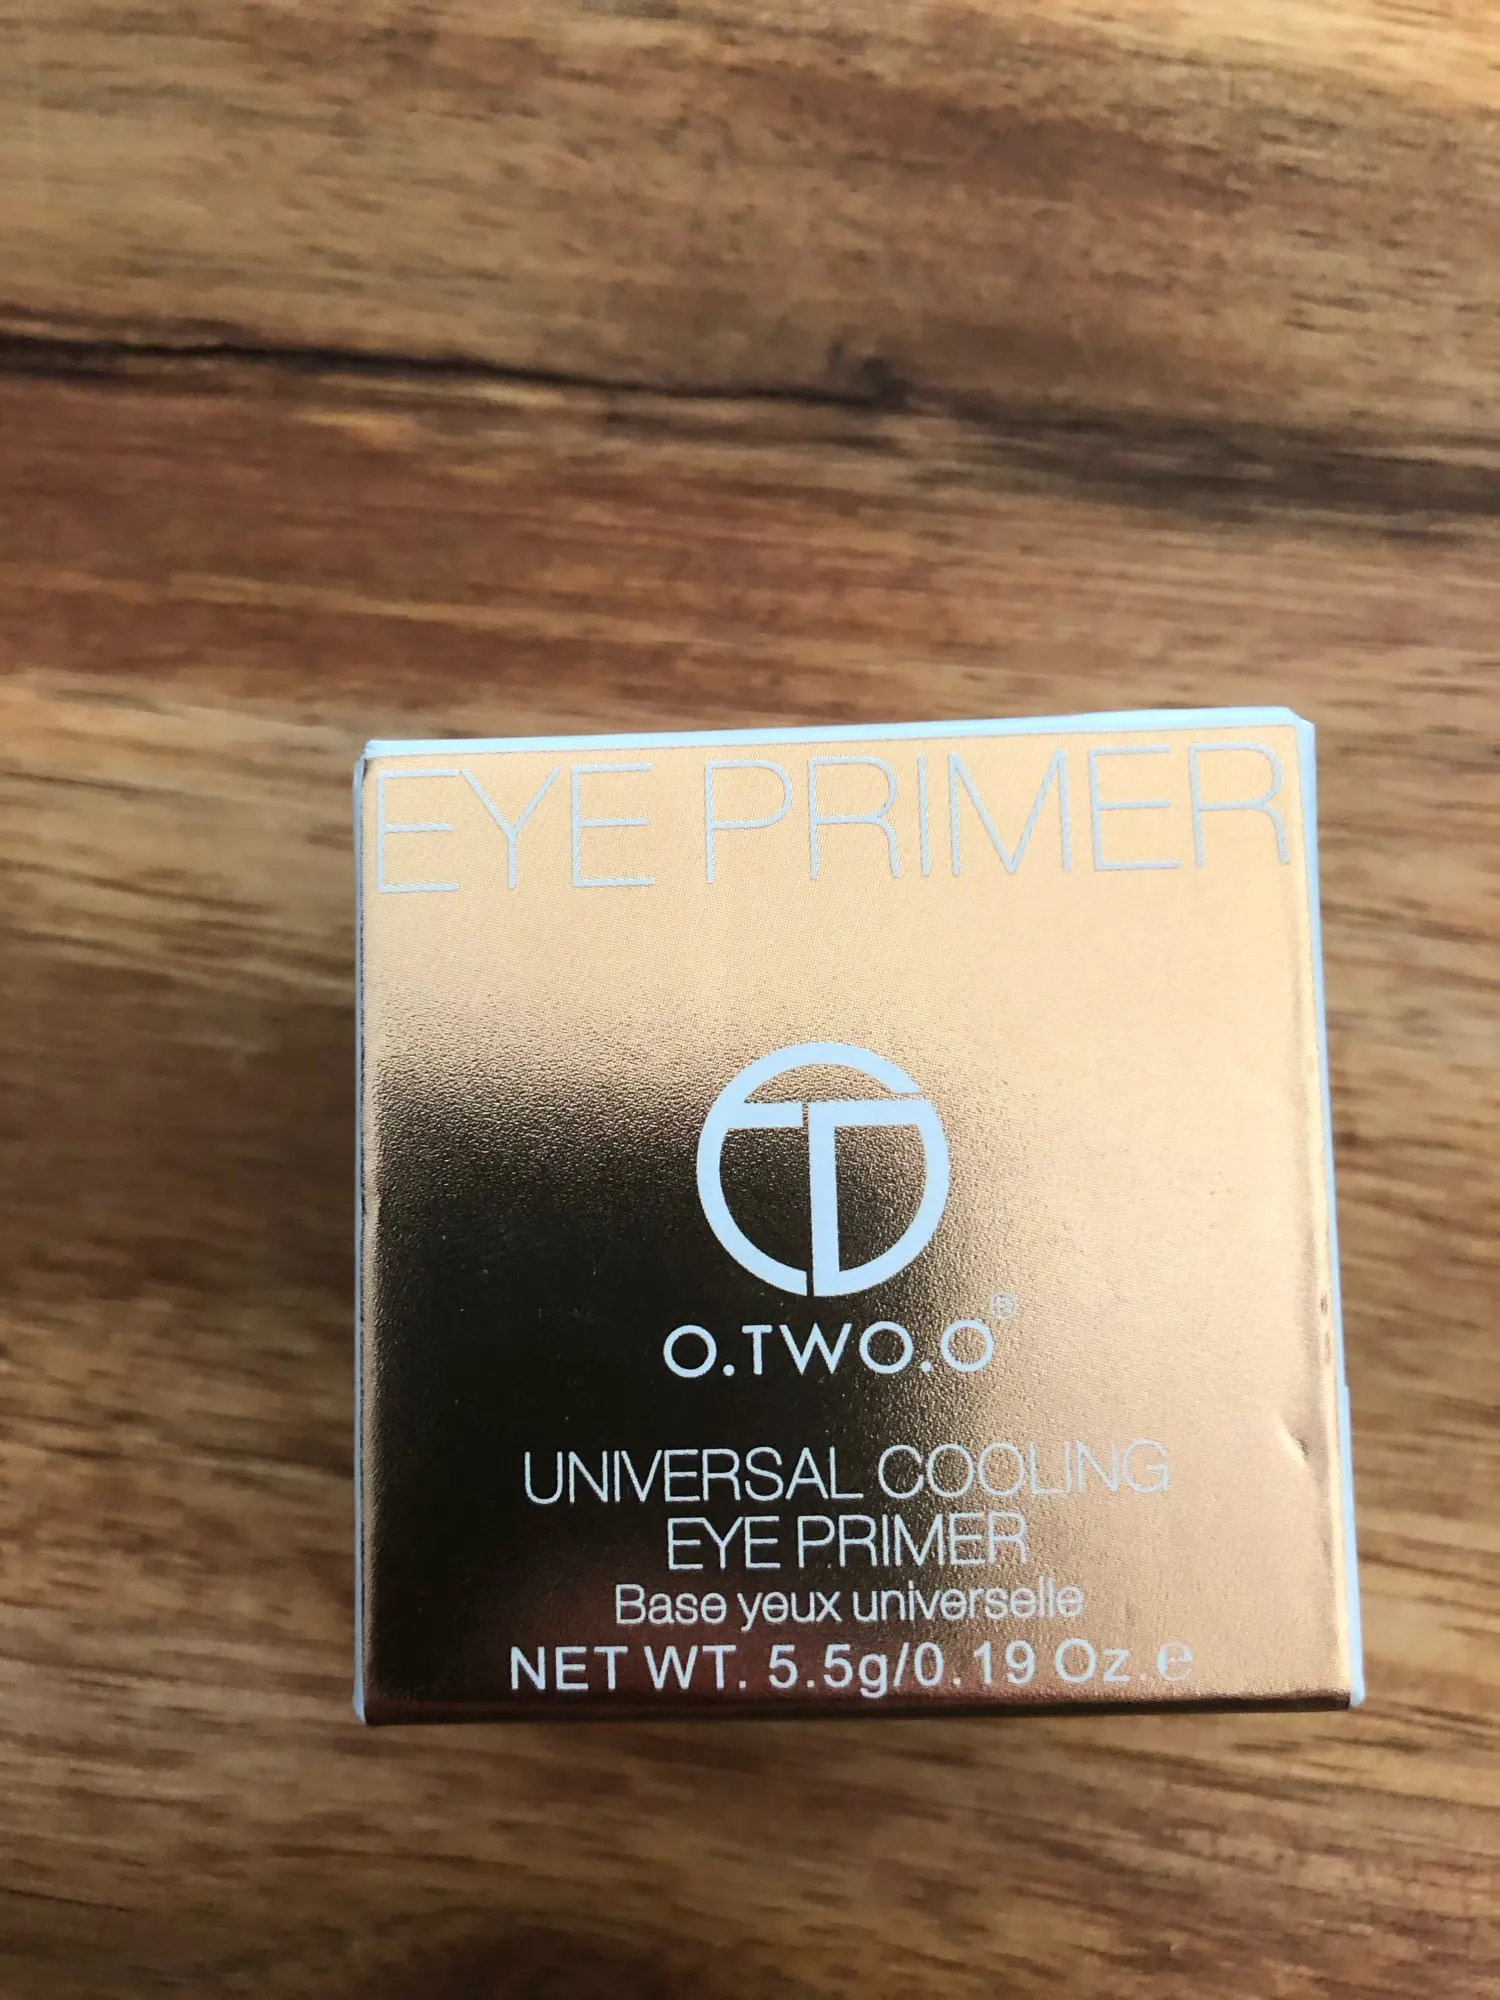 EYE PRIMER
O.TWO.O®
UNIVERSAL COOLING
EYE PRIMER
Base yeux universelle
NET WT. 5.5g/0.19 Oz.℮